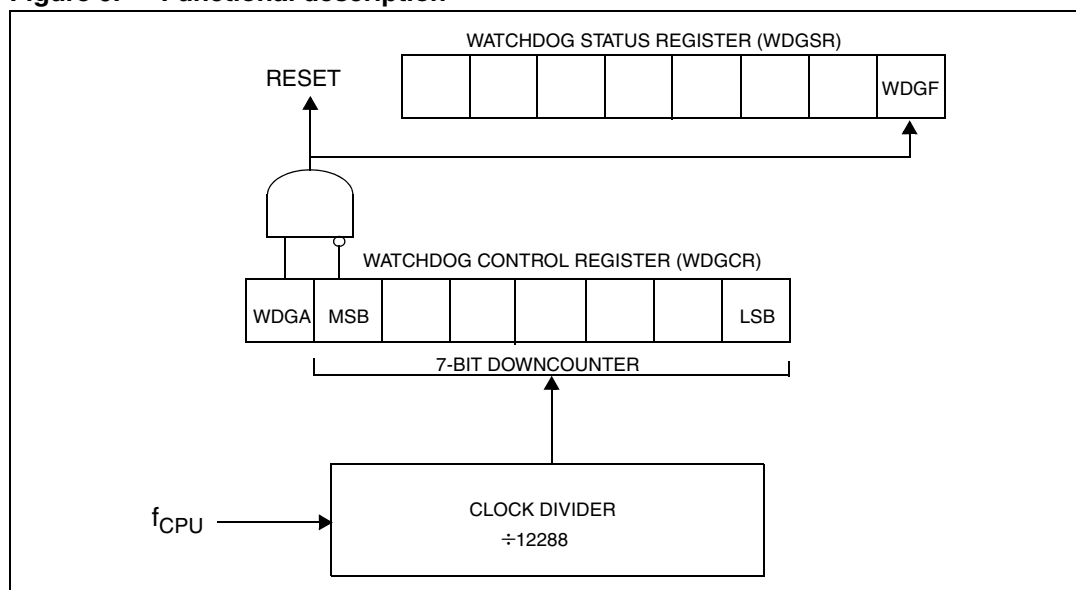 WATCHDOG STATUS REGISTER (WDGSR)
RESET
WDGF
WATCHDOG CONTROL REGISTER (WDGCR)
WDGA MSB LSB
7-BIT DOWNCOUNTER
fCPU
CLOCK DIVIDER
÷12288